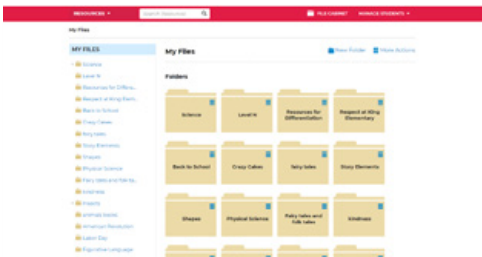 RESOURCES
Search Resources
FILE CABINET
MANAGE STUDENTS
My Files
MY FILES
Science
Level N
Resources for Differe...
Respect at King Elem...
Back to School
Crazy Cakes
fairy tales
Story Elements
Shapes
Physical Science
Fairy tales and folk ta...
kindness
American Revolution
Labor Day
Figurative Language
My Files
New Folder
More Actions
Folders
Science
Level N
Resources for Differentiation
Respect at King Elementary
Back to School
Crazy Cakes
fairy tales
Story Elements
Shapes
Physical Science
Fairy tales and folk tales
kindness